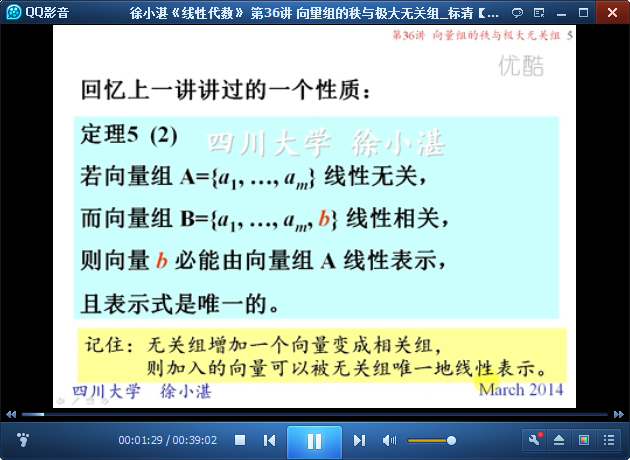 QQ影音
徐小湛《线性代数》 第36讲 向量组的秩与极大无关组_标清【...
第36讲 向量组的秩与极大无关组 5
优酷
回忆上一讲讲过的一个性质：
定理5 (2)
四川大学 徐小湛
若向量组 A={a1, …, am} 线性无关，
而向量组 B={a1, …, am, b} 线性相关，
则向量 b 必能由向量组 A 线性表示，
且表示式是唯一的。
记住：无关组增加一个向量变成相关组，
则加入的向量可以被无关组唯一地线性表示。
四川大学 徐小湛
March 2014
00:01:29 / 00:39:02